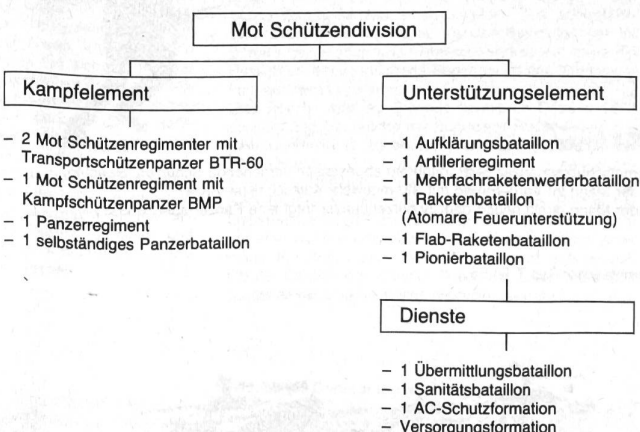 Mot Schützendivision
Kampfelement
– 2 Mot Schützenregimenter mit
Transportschützenpanzer BTR-60
– 1 Mot Schützenregiment mit
Kampfschützenpanzer BMP
– 1 Panzerregiment
– 1 selbständiges Panzerbataillon
Unterstützungselement
– 1 Aufklärungsbataillon
– 1 Artillerieregiment
– 1 Mehrfachraketenwerferbataillon
– 1 Raketenbataillon
(Atomare Feuerunterstützung)
– 1 Flab-Raketenbataillon
– 1 Pionierbataillon
Dienste
– 1 Übermittlungsbataillon
– 1 Sanitätsbataillon
– 1 AC-Schutzformation
– Versorgungsformation